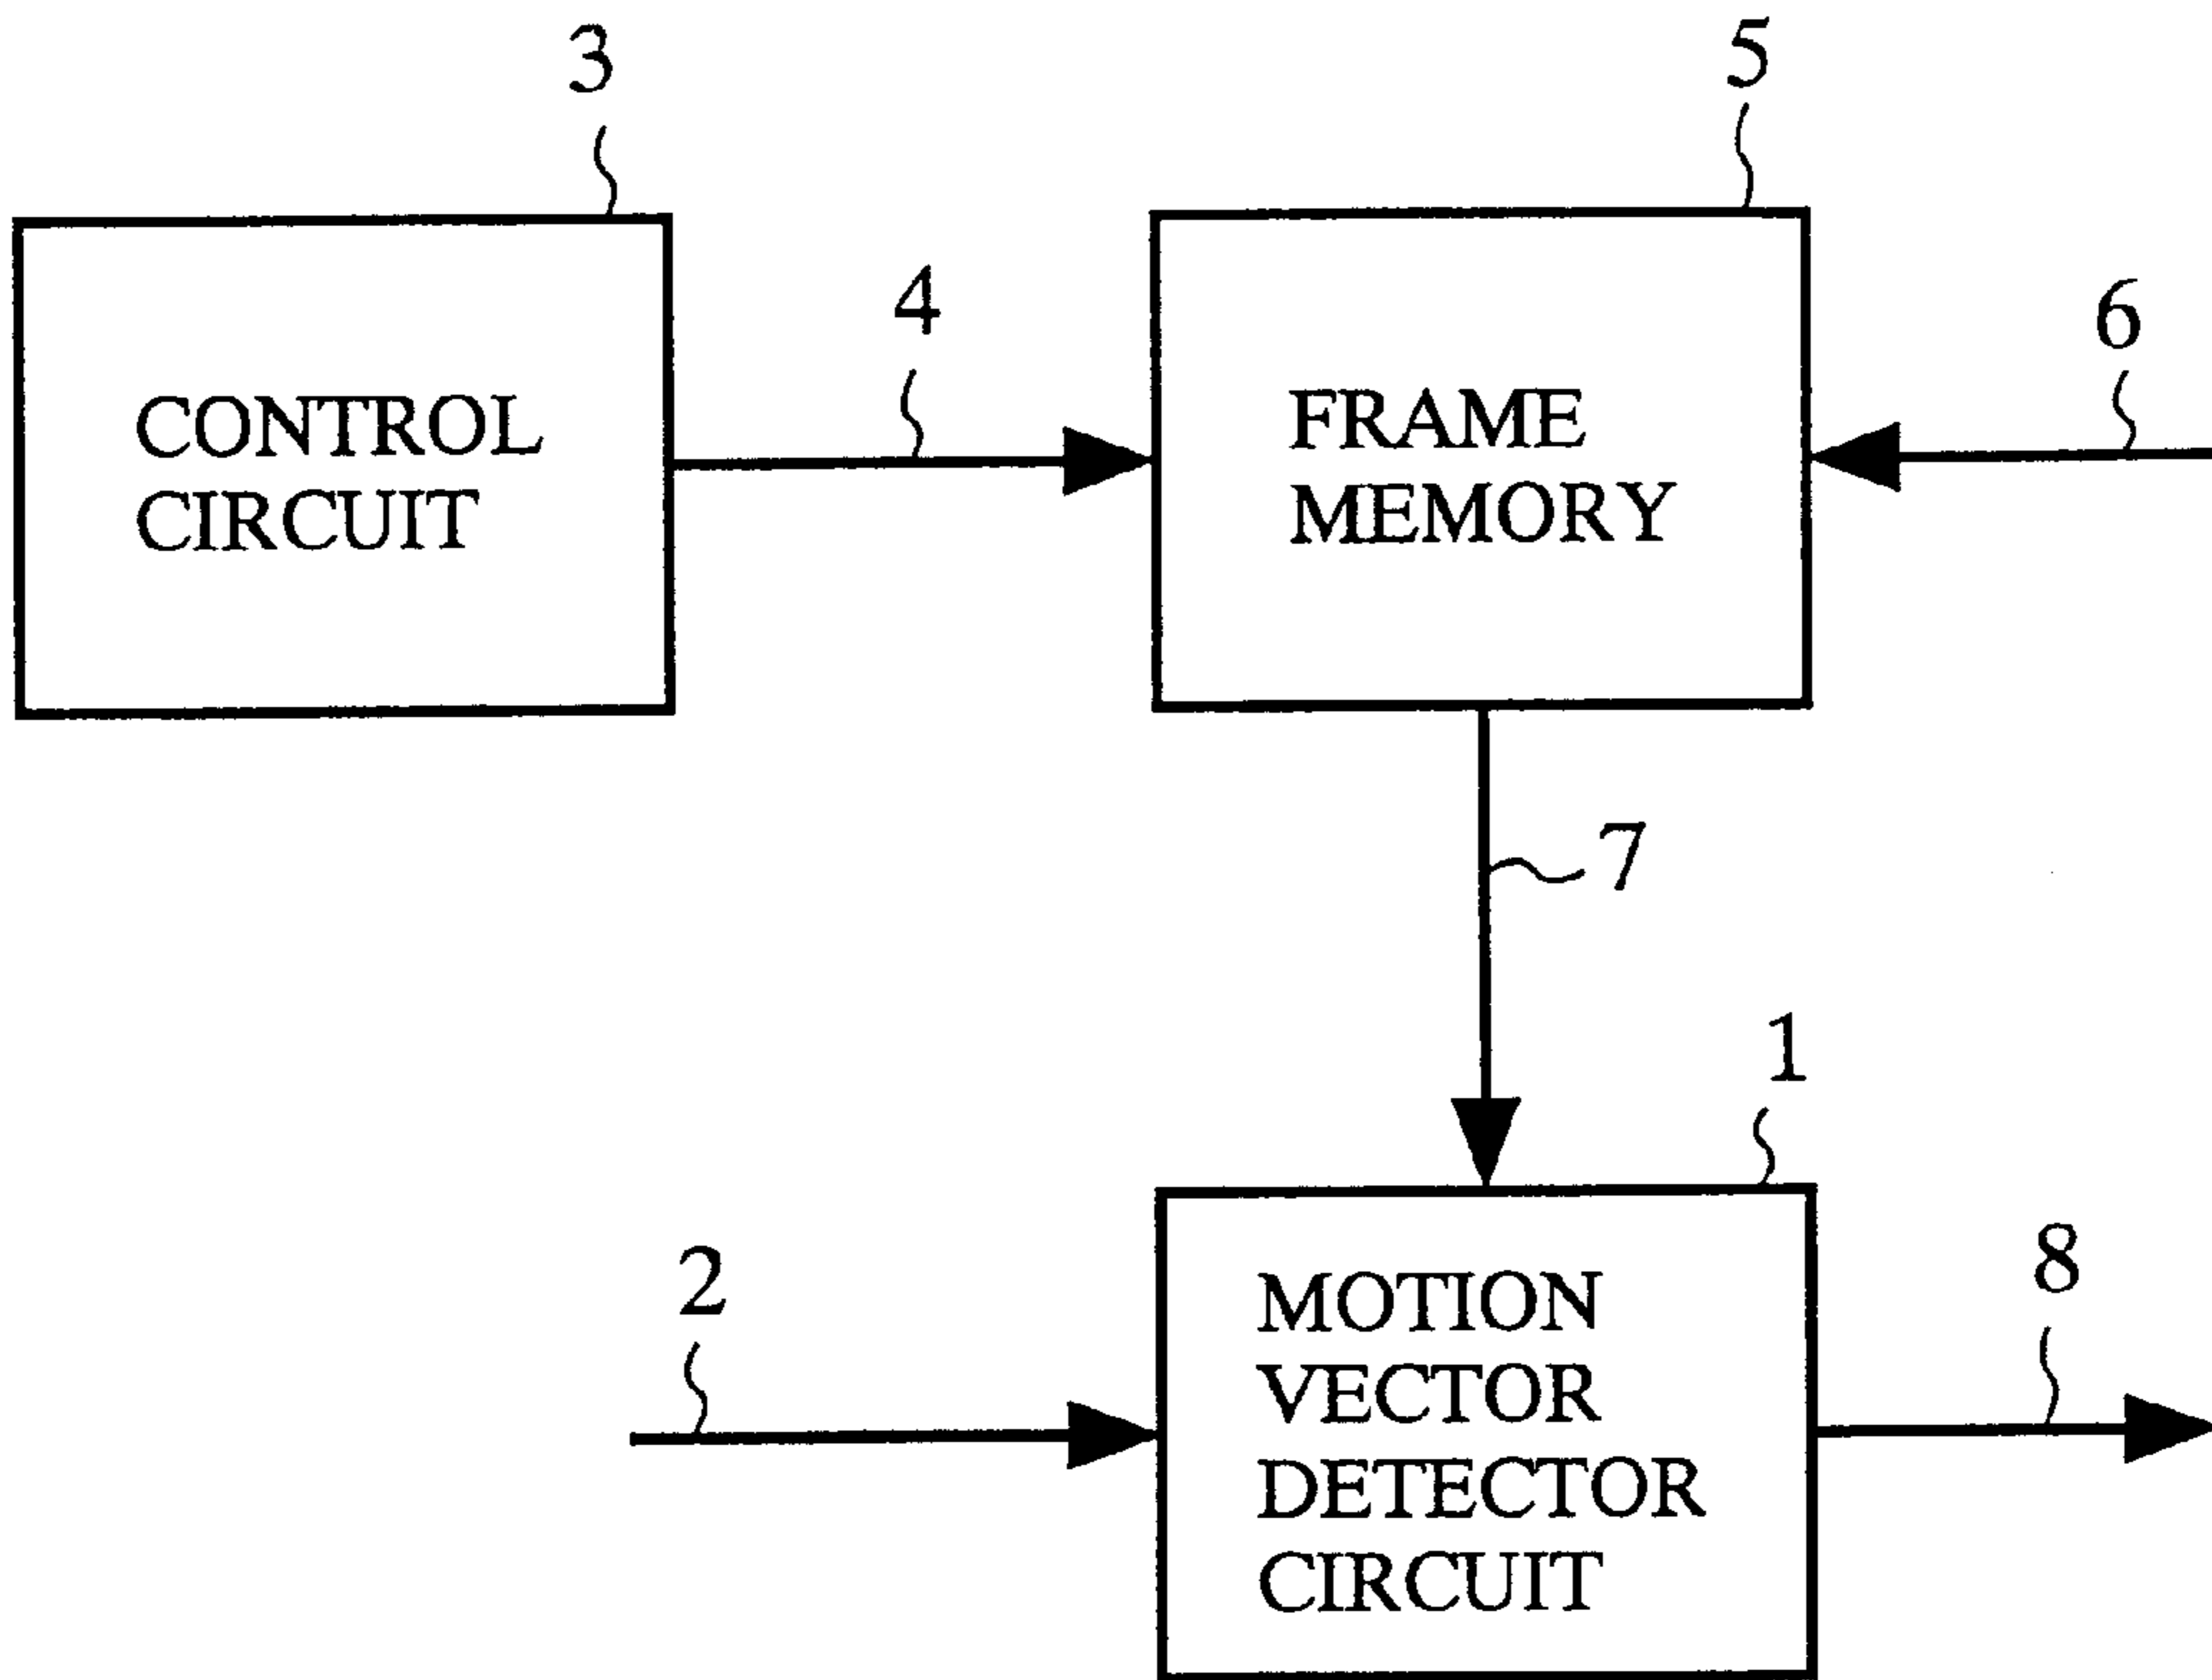 3
5
4
6
CONTROL
CIRCUIT
FRAME
MEMORY
7
1
2
8
MOTION
VECTOR
DETECTOR
CIRCUIT